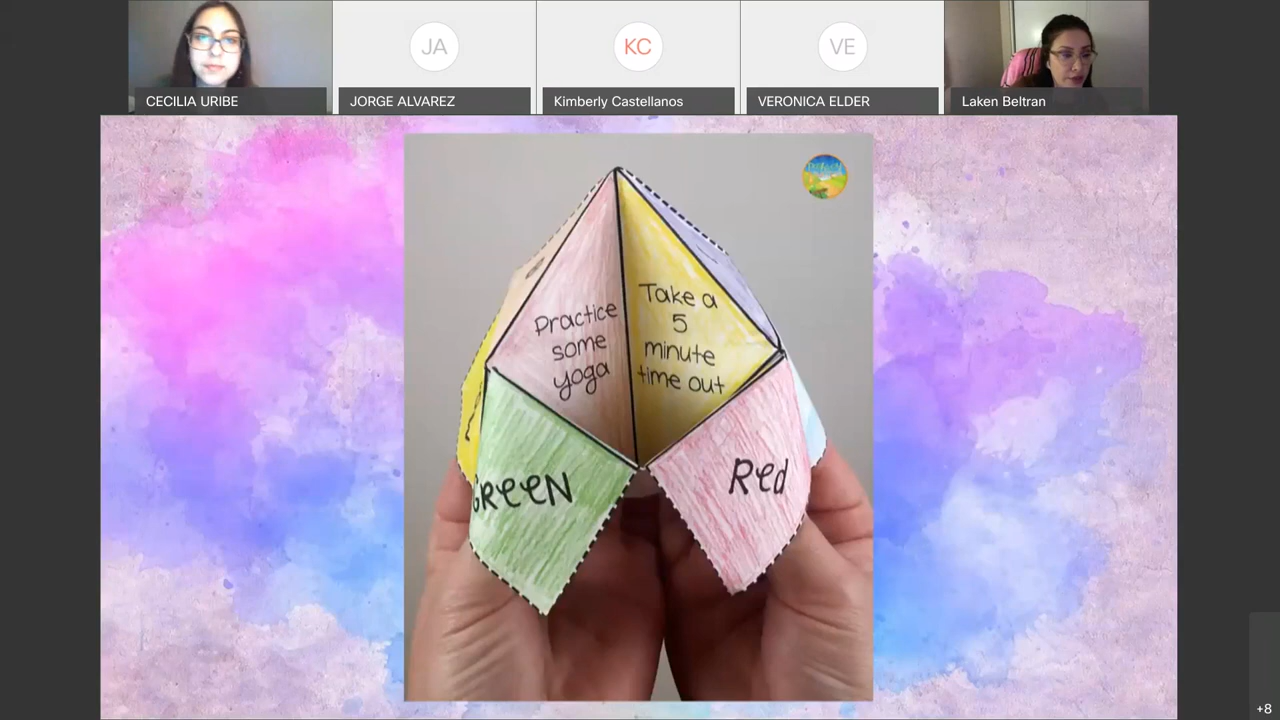 CECILIA URIBE
JA
JORGE ALVAREZ
KC
Kimberly Castellanos
VE
VERONICA ELDER
Laken Beltran
Practice
some
yoga
Take a
5
minute
time out
GREEN
Red
+8